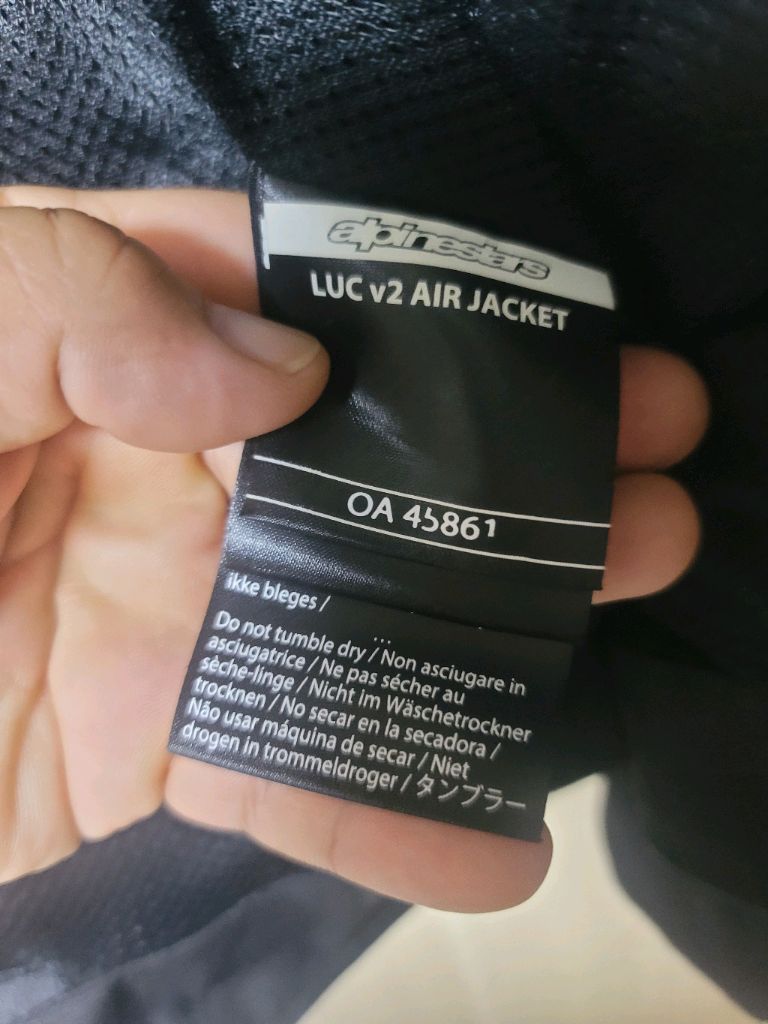 alpinestars
LUC v2 AIR JACKET
OA 45861
ikke bleges /
...
Do not tumble dry / Non asciugare in
asciugatrice / Ne pas sécher au
sèche-linge / Nicht im Wäschetrockner
trocknen / No secar en la secadora /
Não usar máquina de secar / Niet
drogen in trommeldroger / タンブラー